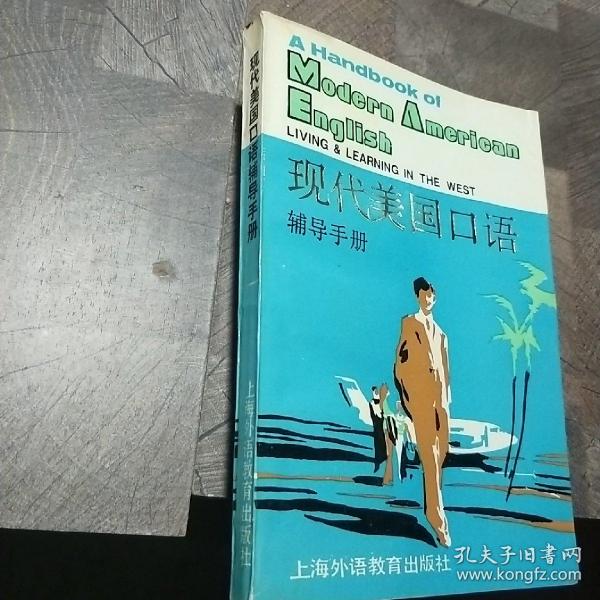 现代美国口语辅导手册
上海外语教育出版社
A Handbook of
Modern American
English
LIVING & LEARNING IN THE WEST
现代美国口语
辅导手册
上海外语教育出版社
孔夫子旧书网
www.kongfz.com